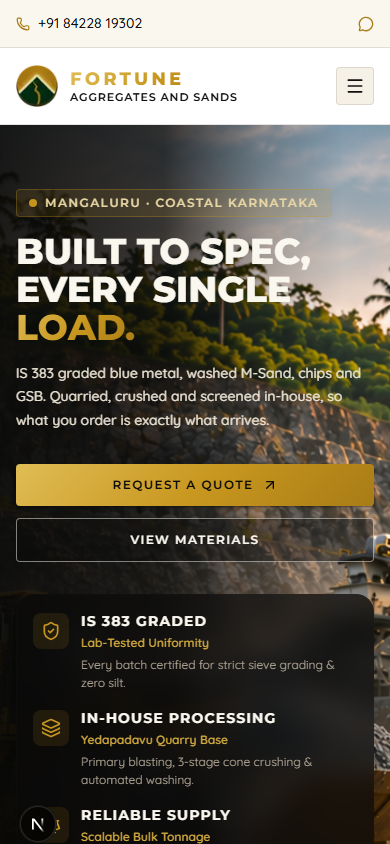 +91 84228 19302
FORTUNE
AGGREGATES AND SANDS
MANGALURU · COASTAL KARNATAKA
BUILT TO SPEC,
EVERY SINGLE
LOAD.
IS 383 graded blue metal, washed M-Sand, chips and
GSB. Quarried, crushed and screened in-house, so
what you order is exactly what arrives.
REQUEST A QUOTE
VIEW MATERIALS
IS 383 GRADED
Lab-Tested Uniformity
Every batch certified for strict sieve grading &
zero silt.
IN-HOUSE PROCESSING
Yedapadavu Quarry Base
Primary blasting, 3-stage cone crushing &
automated washing.
RELIABLE SUPPLY
Scalable Bulk Tonnage
N